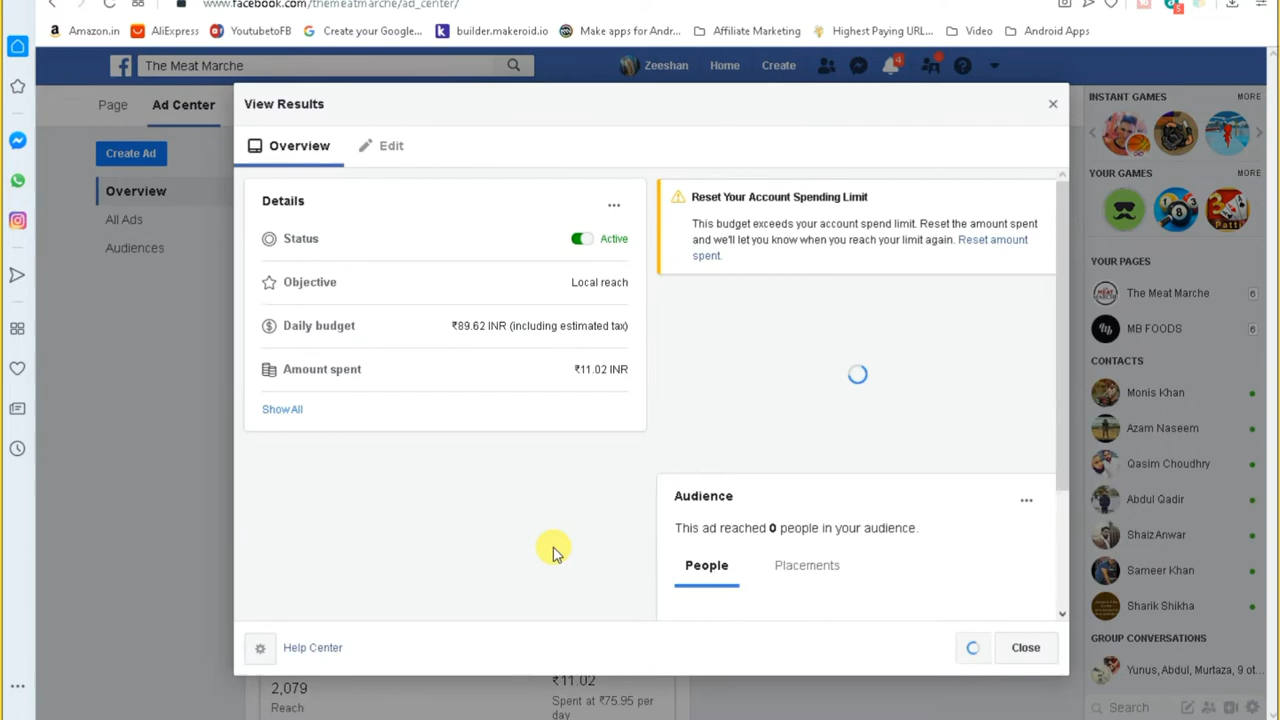 www.facebook.com/themeatmarche/ad_center/
5
Amazon.in
AliExpress
YoutubetoFB
Create your Google...
builder.makeroid.io
Make apps for Andr...
Affiliate Marketing
Highest Paying URL...
Video
Android Apps
The Meat Marche
Zeeshan
Home
Create
4
Page
Ad Center
View Results
INSTANT GAMES
MORE
Create Ad
Overview
Edit
YOUR GAMES
MORE
Overview
All Ads
Audiences
Details
Reset Your Account Spending Limit
This budget exceeds your account spend limit. Reset the amount spent
and we'll let you know when you reach your limit again. Reset amount
spent.
Status
Active
Objective
Local reach
Daily budget
₹89.62 INR (including estimated tax)
Amount spent
₹11.02 INR
Show All
YOUR PAGES
The Meat Marche
6
MB FOODS
6
CONTACTS
Monis Khan
Azam Naseem
Qasim Choudhry
Abdul Qadir
Shaiz Anwar
Sameer Khan
Sharik Shikha
Audience
This ad reached 0 people in your audience.
People
Placements
Help Center
Close
GROUP CONVERSATIONS
Yunus, Abdul, Murtaza, 9 ot...
2,079
Reach
₹11.02
Spent at ₹75.95 per
day
Search